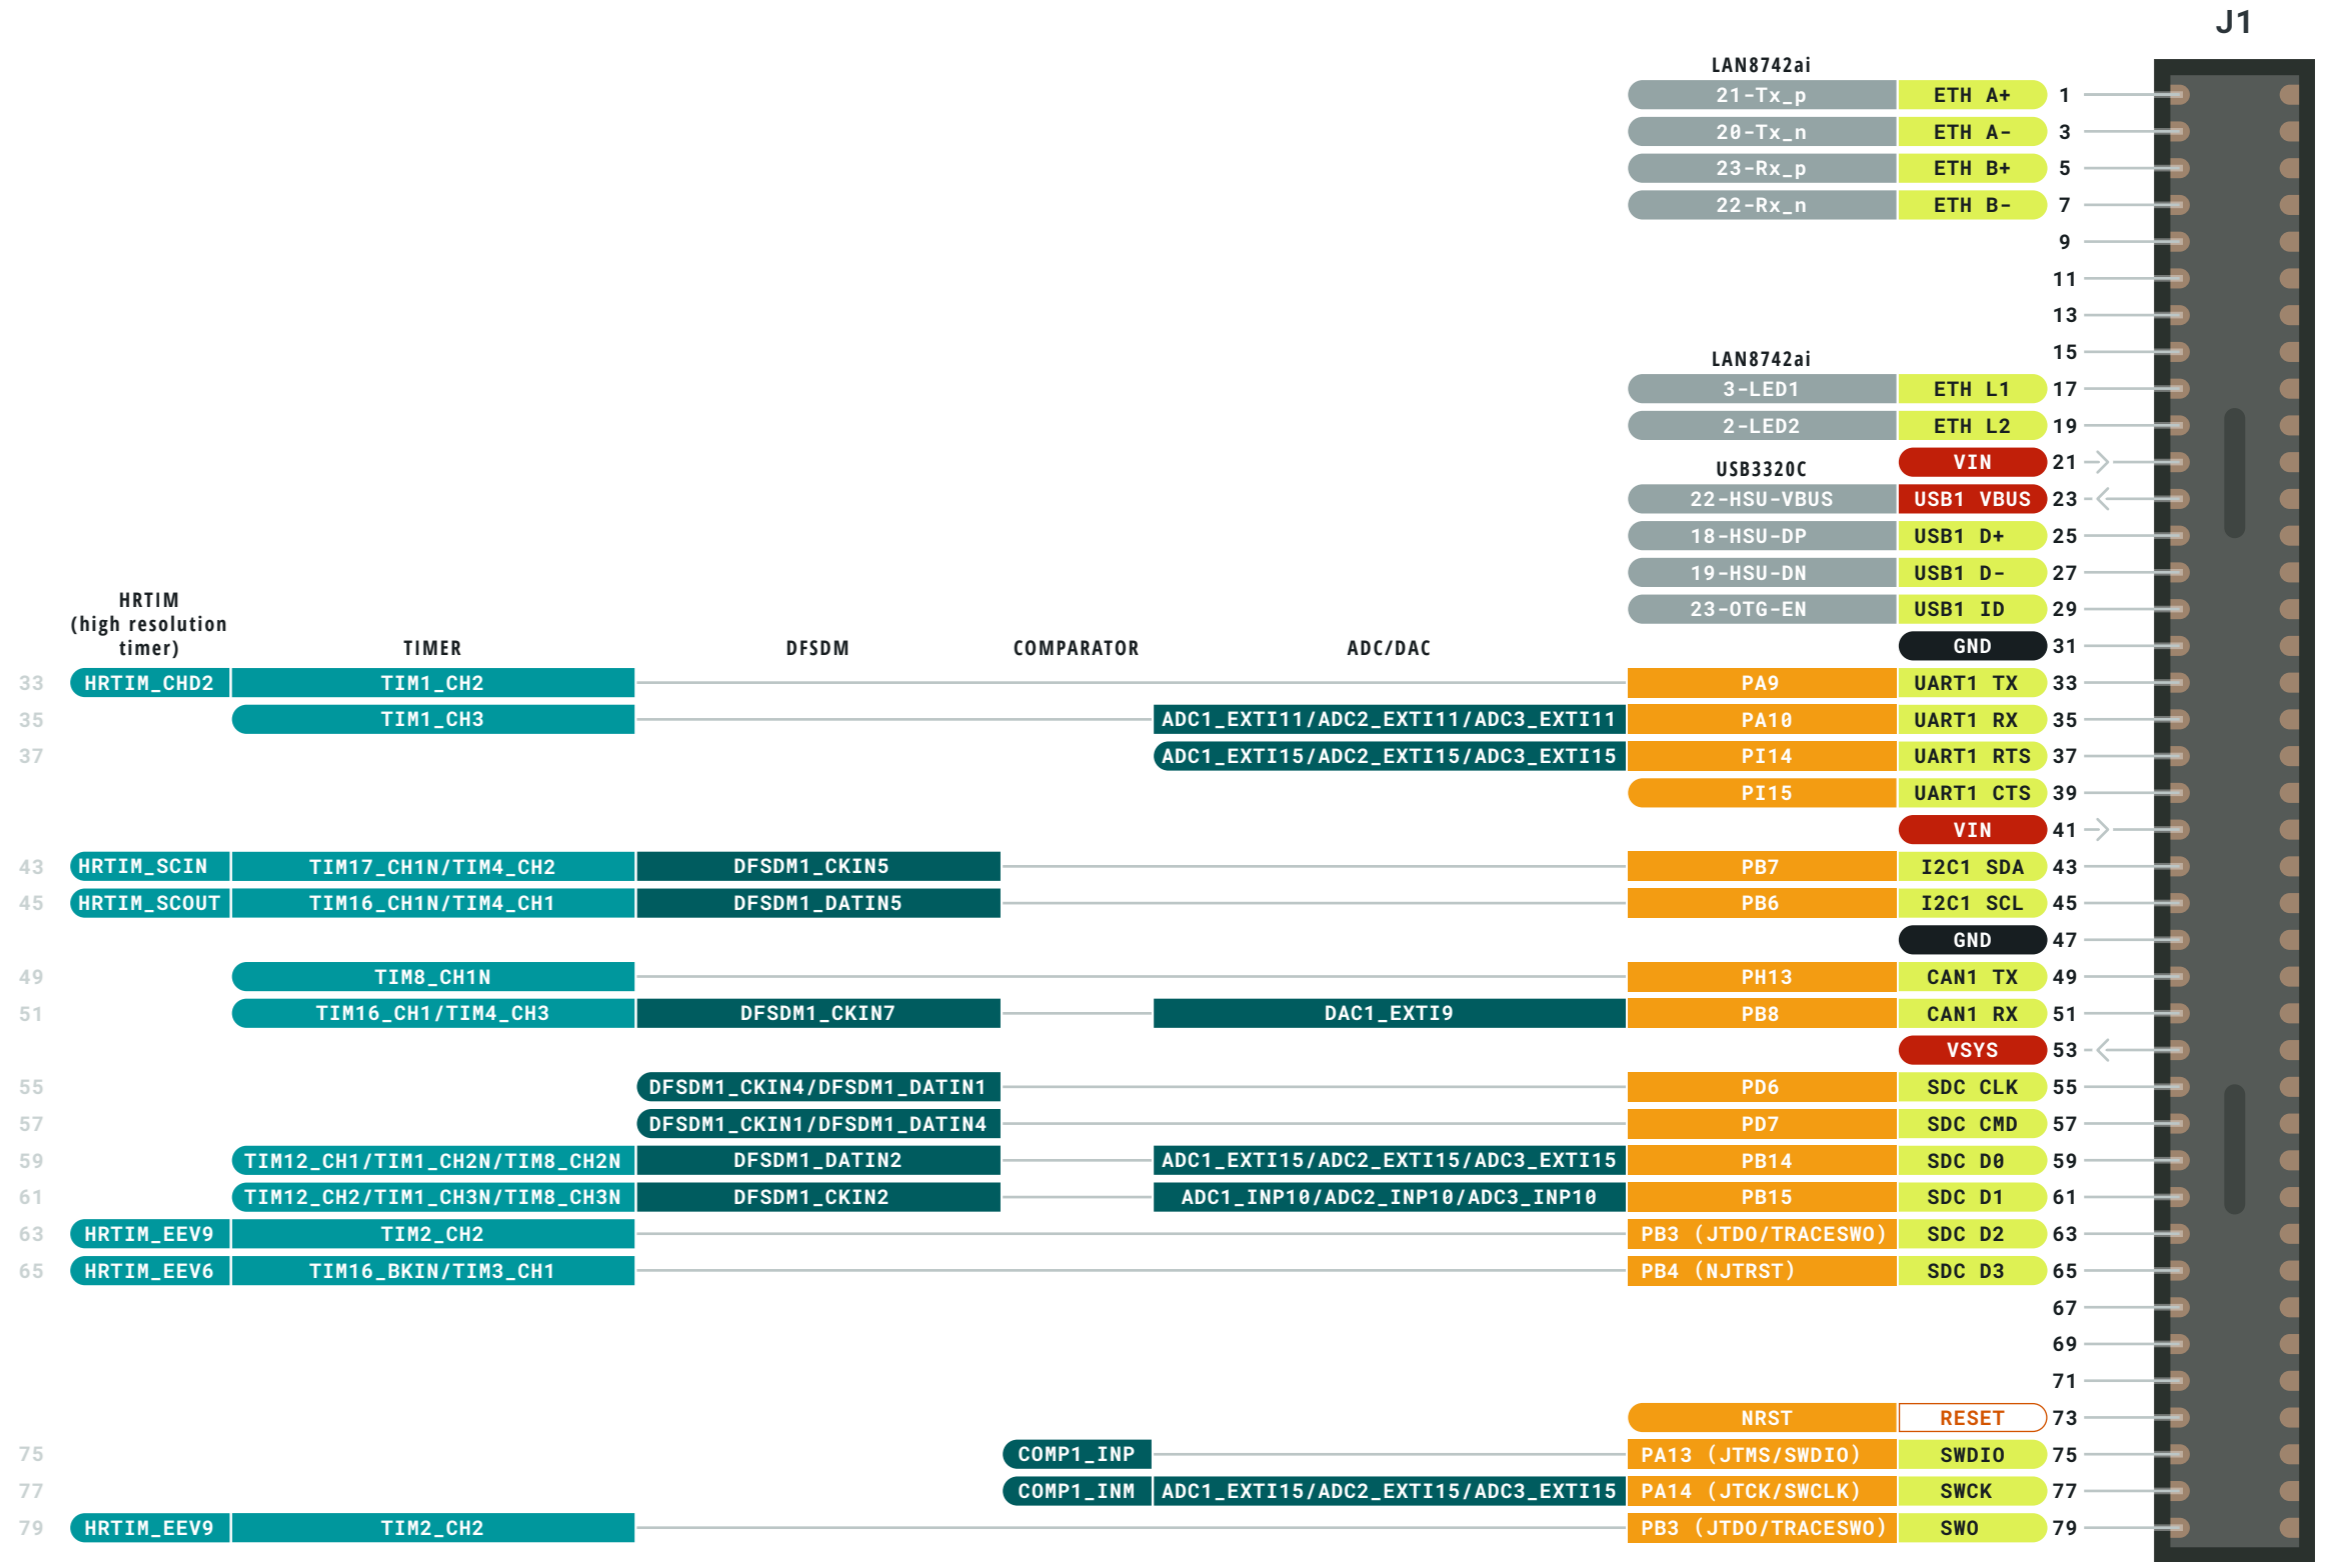 J1
LAN8742ai
21-Tx_p ETH A+ 1
20-Tx_n ETH A- 3
23-Rx_p ETH B+ 5
22-Rx_n ETH B- 7
9
11
13
15
LAN8742ai
3-LED1 ETH L1 17
2-LED2 ETH L2 19
VIN 21
USB3320C
22-HSU-VBUS USB1 VBUS 23
18-HSU-DP USB1 D+ 25
19-HSU-DN USB1 D- 27
23-OTG-EN USB1 ID 29
GND 31
HRTIM
(high resolution
timer) TIMER DFSDM COMPARATOR ADC/DAC
33 HRTIM_CHD2 TIM1_CH2 PA9 UART1 TX 33
35 TIM1_CH3 ADC1_EXTI11/ADC2_EXTI11/ADC3_EXTI11 PA10 UART1 RX 35
37 ADC1_EXTI15/ADC2_EXTI15/ADC3_EXTI15 PI14 UART1 RTS 37
PI15 UART1 CTS 39
VIN 41
43 HRTIM_SCIN TIM17_CH1N/TIM4_CH2 DFSDM1_CKIN5 PB7 I2C1 SDA 43
45 HRTIM_SCOUT TIM16_CH1N/TIM4_CH1 DFSDM1_DATIN5 PB6 I2C1 SCL 45
GND 47
49 TIM8_CH1N PH13 CAN1 TX 49
51 TIM16_CH1/TIM4_CH3 DFSDM1_CKIN7 DAC1_EXTI9 PB8 CAN1 RX 51
VSYS 53
55 DFSDM1_CKIN4/DFSDM1_DATIN1 PD6 SDC CLK 55
57 DFSDM1_CKIN1/DFSDM1_DATIN4 PD7 SDC CMD 57
59 TIM12_CH1/TIM1_CH2N/TIM8_CH2N DFSDM1_DATIN2 ADC1_EXTI15/ADC2_EXTI15/ADC3_EXTI15 PB14 SDC D0 59
61 TIM12_CH2/TIM1_CH3N/TIM8_CH3N DFSDM1_CKIN2 ADC1_INP10/ADC2_INP10/ADC3_INP10 PB15 SDC D1 61
63 HRTIM_EEV9 TIM2_CH2 PB3 (JTDO/TRACESWO) SDC D2 63
65 HRTIM_EEV6 TIM16_BKIN/TIM3_CH1 PB4 (NJTRST) SDC D3 65
67
69
71
NRST RESET 73
75 COMP1_INP PA13 (JTMS/SWDIO) SWDIO 75
77 COMP1_INM ADC1_EXTI15/ADC2_EXTI15/ADC3_EXTI15 PA14 (JTCK/SWCLK) SWCK 77
79 HRTIM_EEV9 TIM2_CH2 PB3 (JTDO/TRACESWO) SWO 79